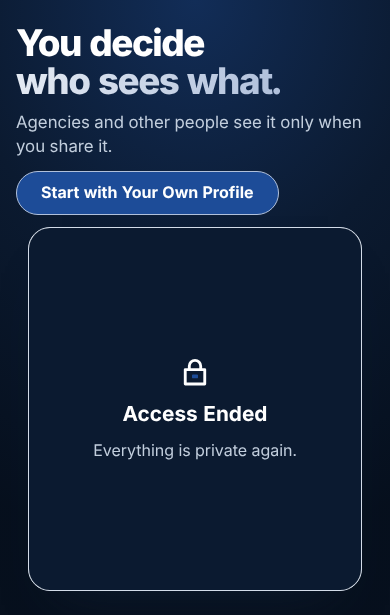 You decide
who sees what.
Agencies and other people see it only when
you share it.
Start with Your Own Profile
Access Ended
Everything is private again.